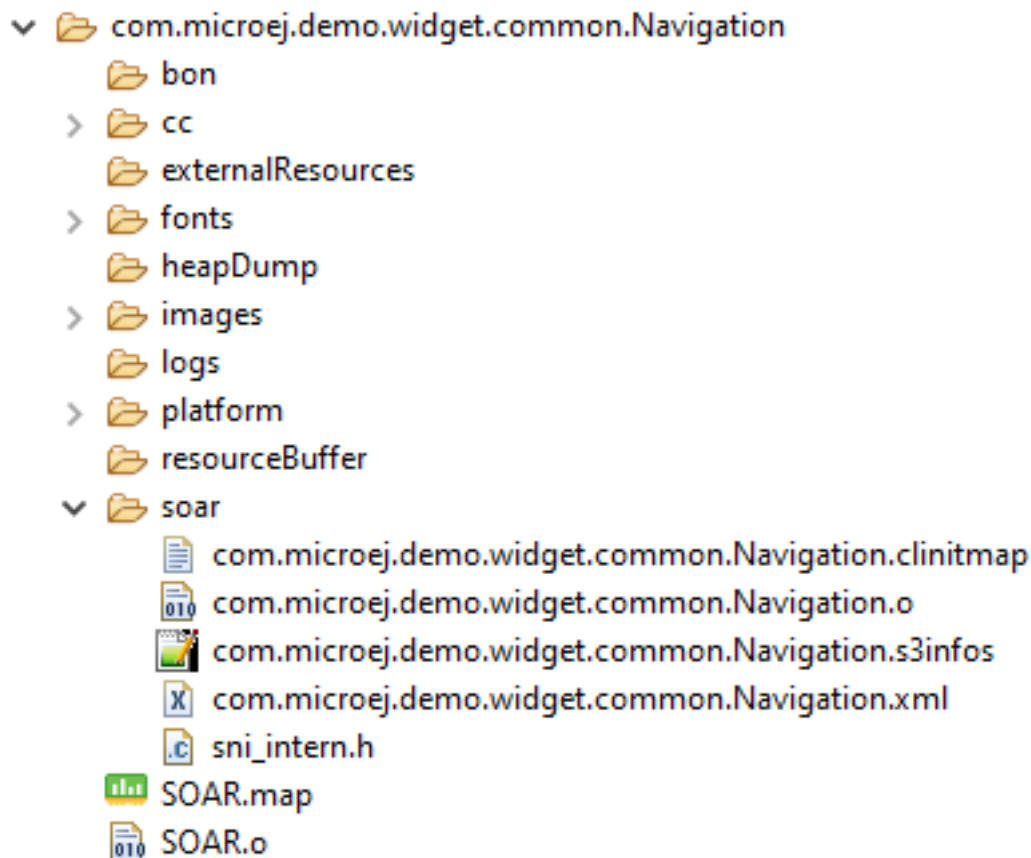 com.microej.demo.widget.common.Navigation
bon
cc
externalResources
fonts
heapDump
images
logs
platform
resourceBuffer
soar
com.microej.demo.widget.common.Navigation.clinitmap
com.microej.demo.widget.common.Navigation.o
com.microej.demo.widget.common.Navigation.s3infos
com.microej.demo.widget.common.Navigation.xml
sni_intern.h
SOAR.map
SOAR.o